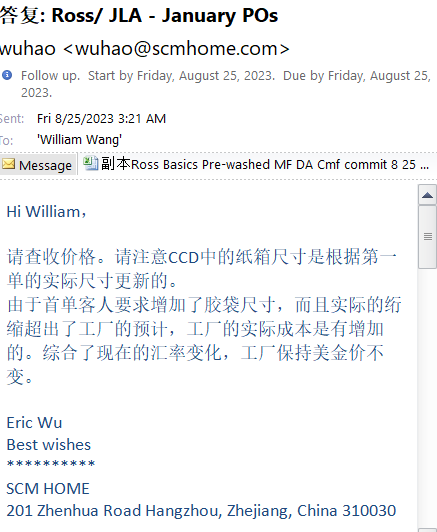 答复: Ross/ JLA - January POs
wuhao <wuhao@scmhome.com>
Follow up. Start by Friday, August 25, 2023. Due by Friday, August 25,
2023.
Sent: Fri 8/25/2023 3:21 AM
To: 'William Wang'
Message 副本Ross Basics Pre-washed MF DA Cmf commit 8 25 ...
Hi William，
请查收价格。请注意CCD中的纸箱尺寸是根据第一
单的实际尺寸更新的。
由于首单客人要求增加了胶袋尺寸，而且实际的绗
缩超出了工厂的预计，工厂的实际成本是有增加
的。综合了现在的汇率变化，工厂保持美金价不
变。
Eric Wu
Best wishes
**********
SCM HOME
201 Zhenhua Road Hangzhou, Zhejiang, China 310030